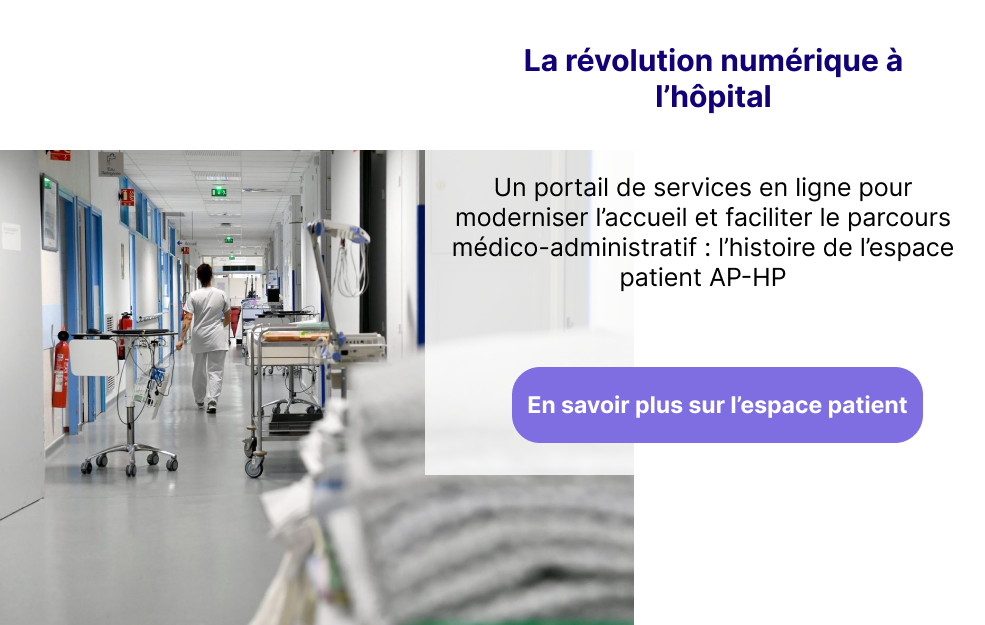 La révolution numérique à
l’hôpital
Un portail de services en ligne pour
moderniser l’accueil et faciliter le parcours
médico-administratif : l’histoire de l’espace
patient AP-HP
En savoir plus sur l’espace patient